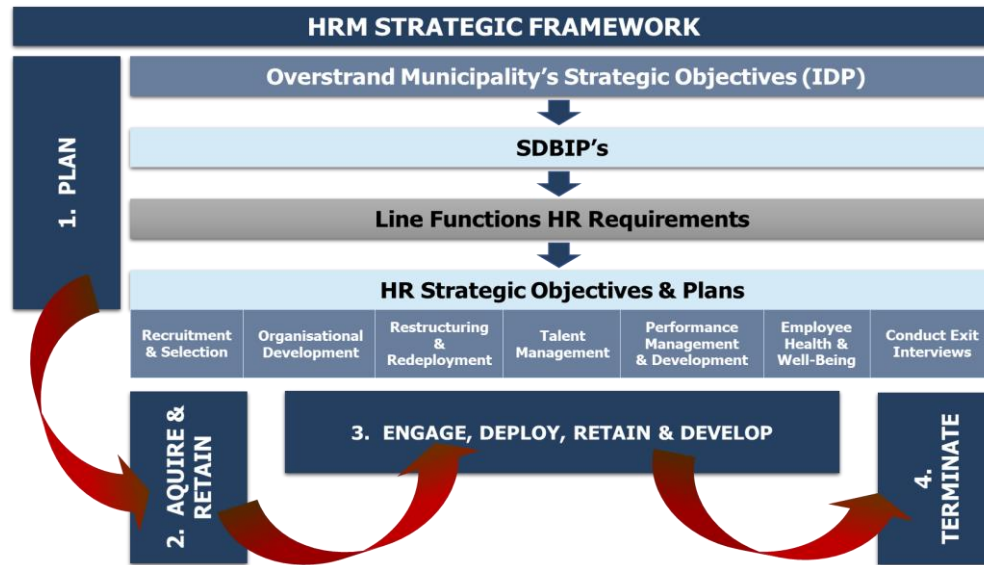 HRM STRATEGIC FRAMEWORK
1. PLAN
Overstrand Municipality's Strategic Objectives (IDP)
SDBIP's
Line Functions HR Requirements
HR Strategic Objectives & Plans
Recruitment
& Selection
Organisational
Development
Restructuring
&
Redeployment
Talent
Management
Performance
Management
& Development
Employee
Health &
Well-Being
Conduct Exit
Interviews
2. AQUIRE &
RETAIN
3. ENGAGE, DEPLOY, RETAIN & DEVELOP
4.
TERMINATE